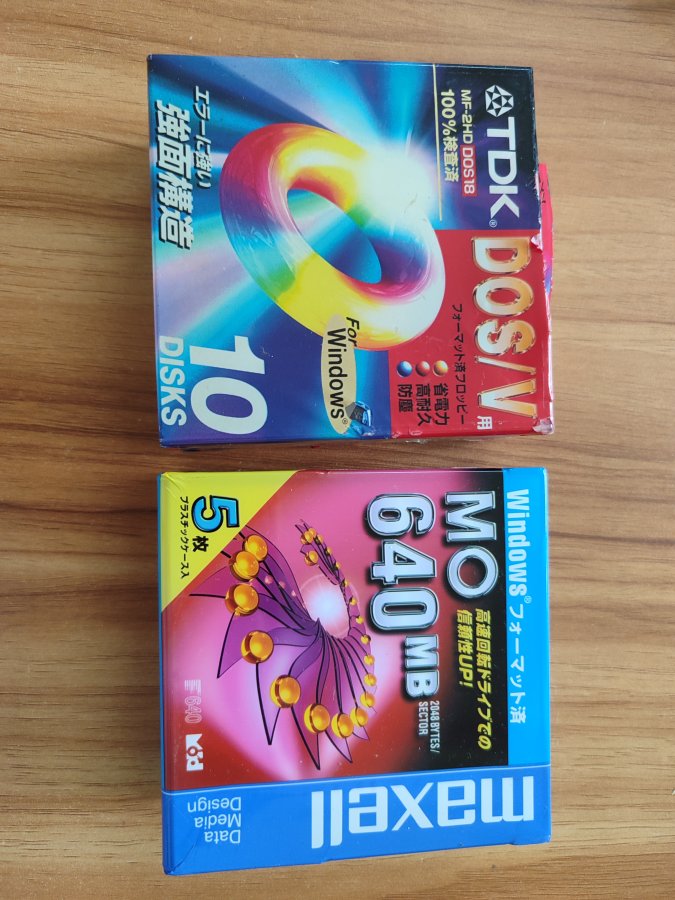 TDK®
MF-2HD DOS18
100%検査済
DOS/V用
フォーマット済フロッピー
省電力
高耐久
防塵
エラーに強い
強面構造
For
Windows®
10
DISKS
Windows®フォーマット済
MO
640MB
2048 BYTES/
SECTOR
高速回転ドライブでの
信頼性UP!
5枚
プラスチックケース入
640
maxell
Data
Media
Design